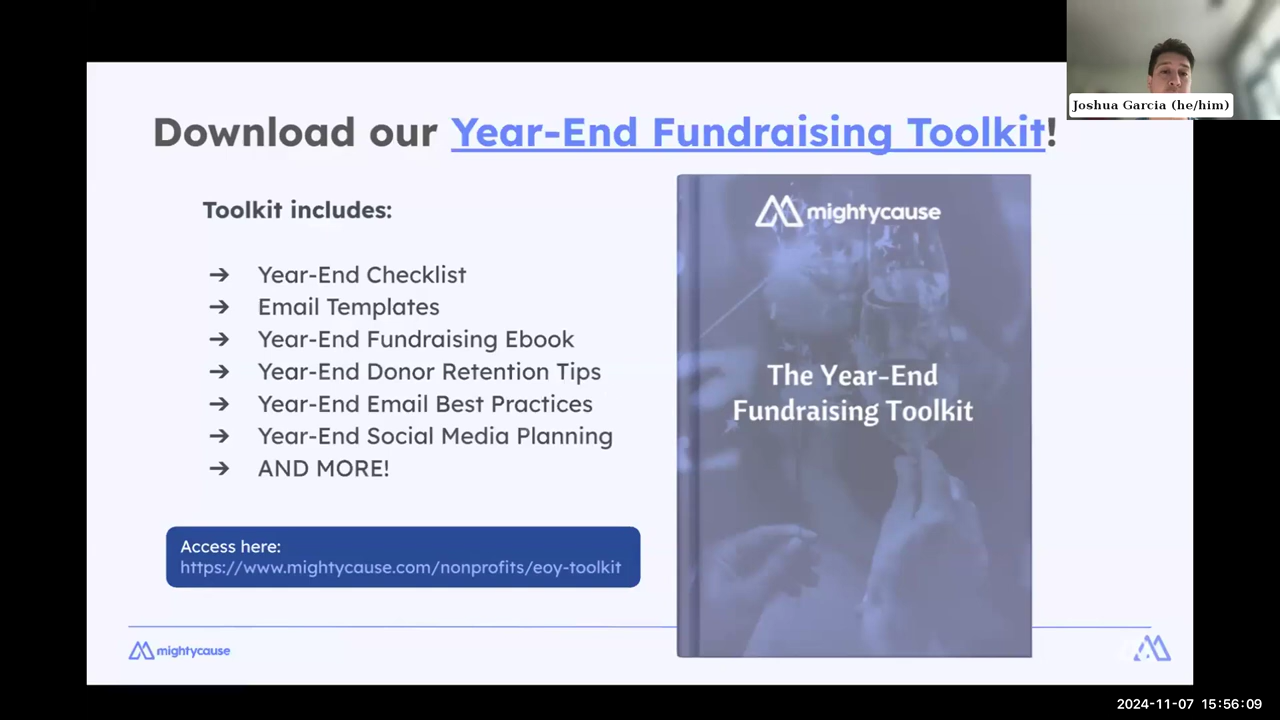 Joshua Garcia (he/him)
Download our Year-End Fundraising Toolkit!
Toolkit includes:
➔ Year-End Checklist
➔ Email Templates
➔ Year-End Fundraising Ebook
➔ Year-End Donor Retention Tips
➔ Year-End Email Best Practices
➔ Year-End Social Media Planning
➔ AND MORE!
Access here:
https://www.mightycause.com/nonprofits/eoy-toolkit
mightycause
The Year-End
Fundraising Toolkit
mightycause
2024-11-07 15:56:09